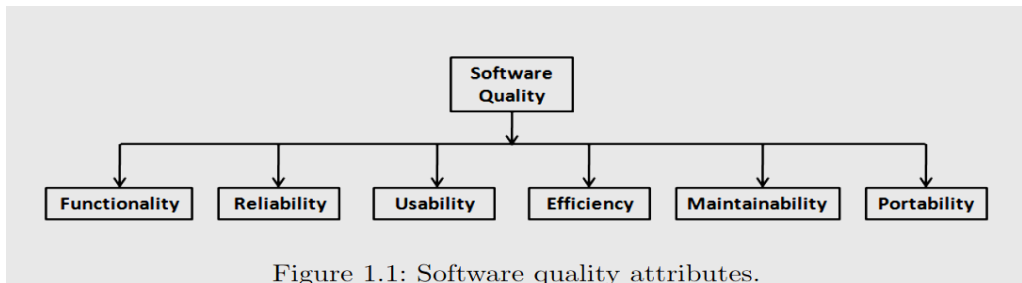 Software
Quality
Functionality
Reliability
Usability
Efficiency
Maintainability
Portability
Figure 1.1: Software quality attributes.